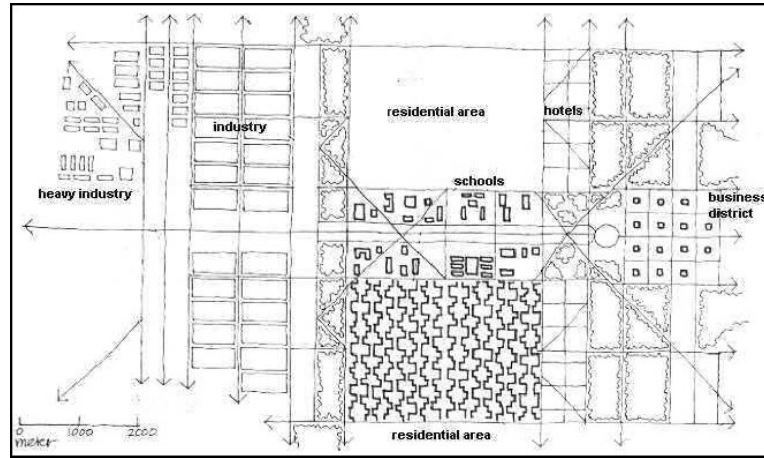 residential area
hotels
industry
schools
heavy industry
business
district
0 1000 2000
meter
residential area